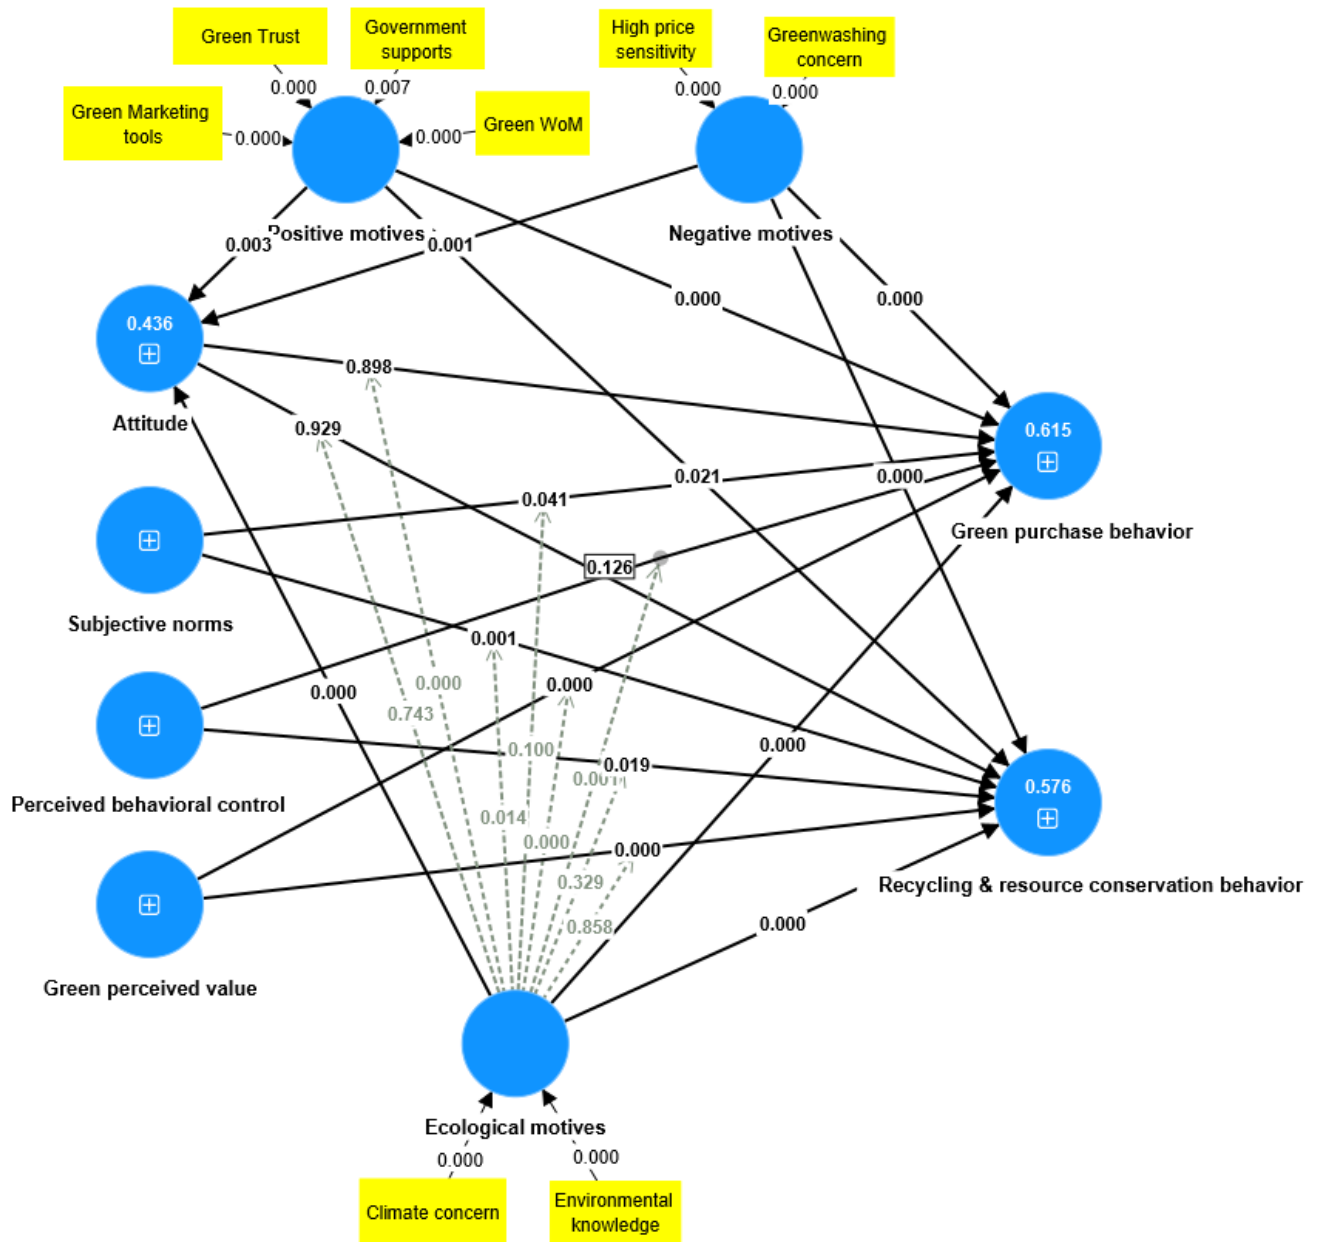 Green Trust
Government
supports
High price
sensitivity
Greenwashing
concern
0.000
0.007
0.000
0.000
Green Marketing
tools
0.000
0.000
Green WoM
Positive motives
Negative motives
0.003
0.001
0.000
0.000
0.436
Attitude
0.898
0.929
0.615
Green purchase behavior
0.021
0.000
0.041
Subjective norms
0.126
0.001
0.000
0.000
0.000
0.743
0.100
0.000
0.019
0.001
Perceived behavioral control
0.576
Recycling & resource conservation behavior
0.014
0.000
0.000
0.329
0.858
0.000
Green perceived value
Ecological motives
0.000
0.000
Climate concern
Environmental
knowledge